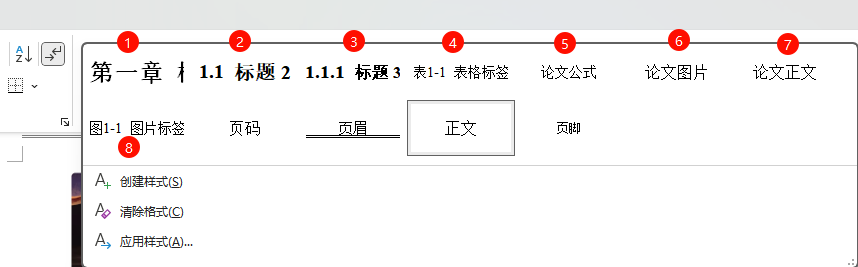 1 2 3 4 5 6 7
第一章 1.1 标题 2 1.1.1 标题 3 表1-1 表格标签 论文公式 论文图片 论文正文
图1-1 图片标签 页码 页眉 正文 页脚
8
创建样式(S)
清除格式(C)
应用样式(A)...